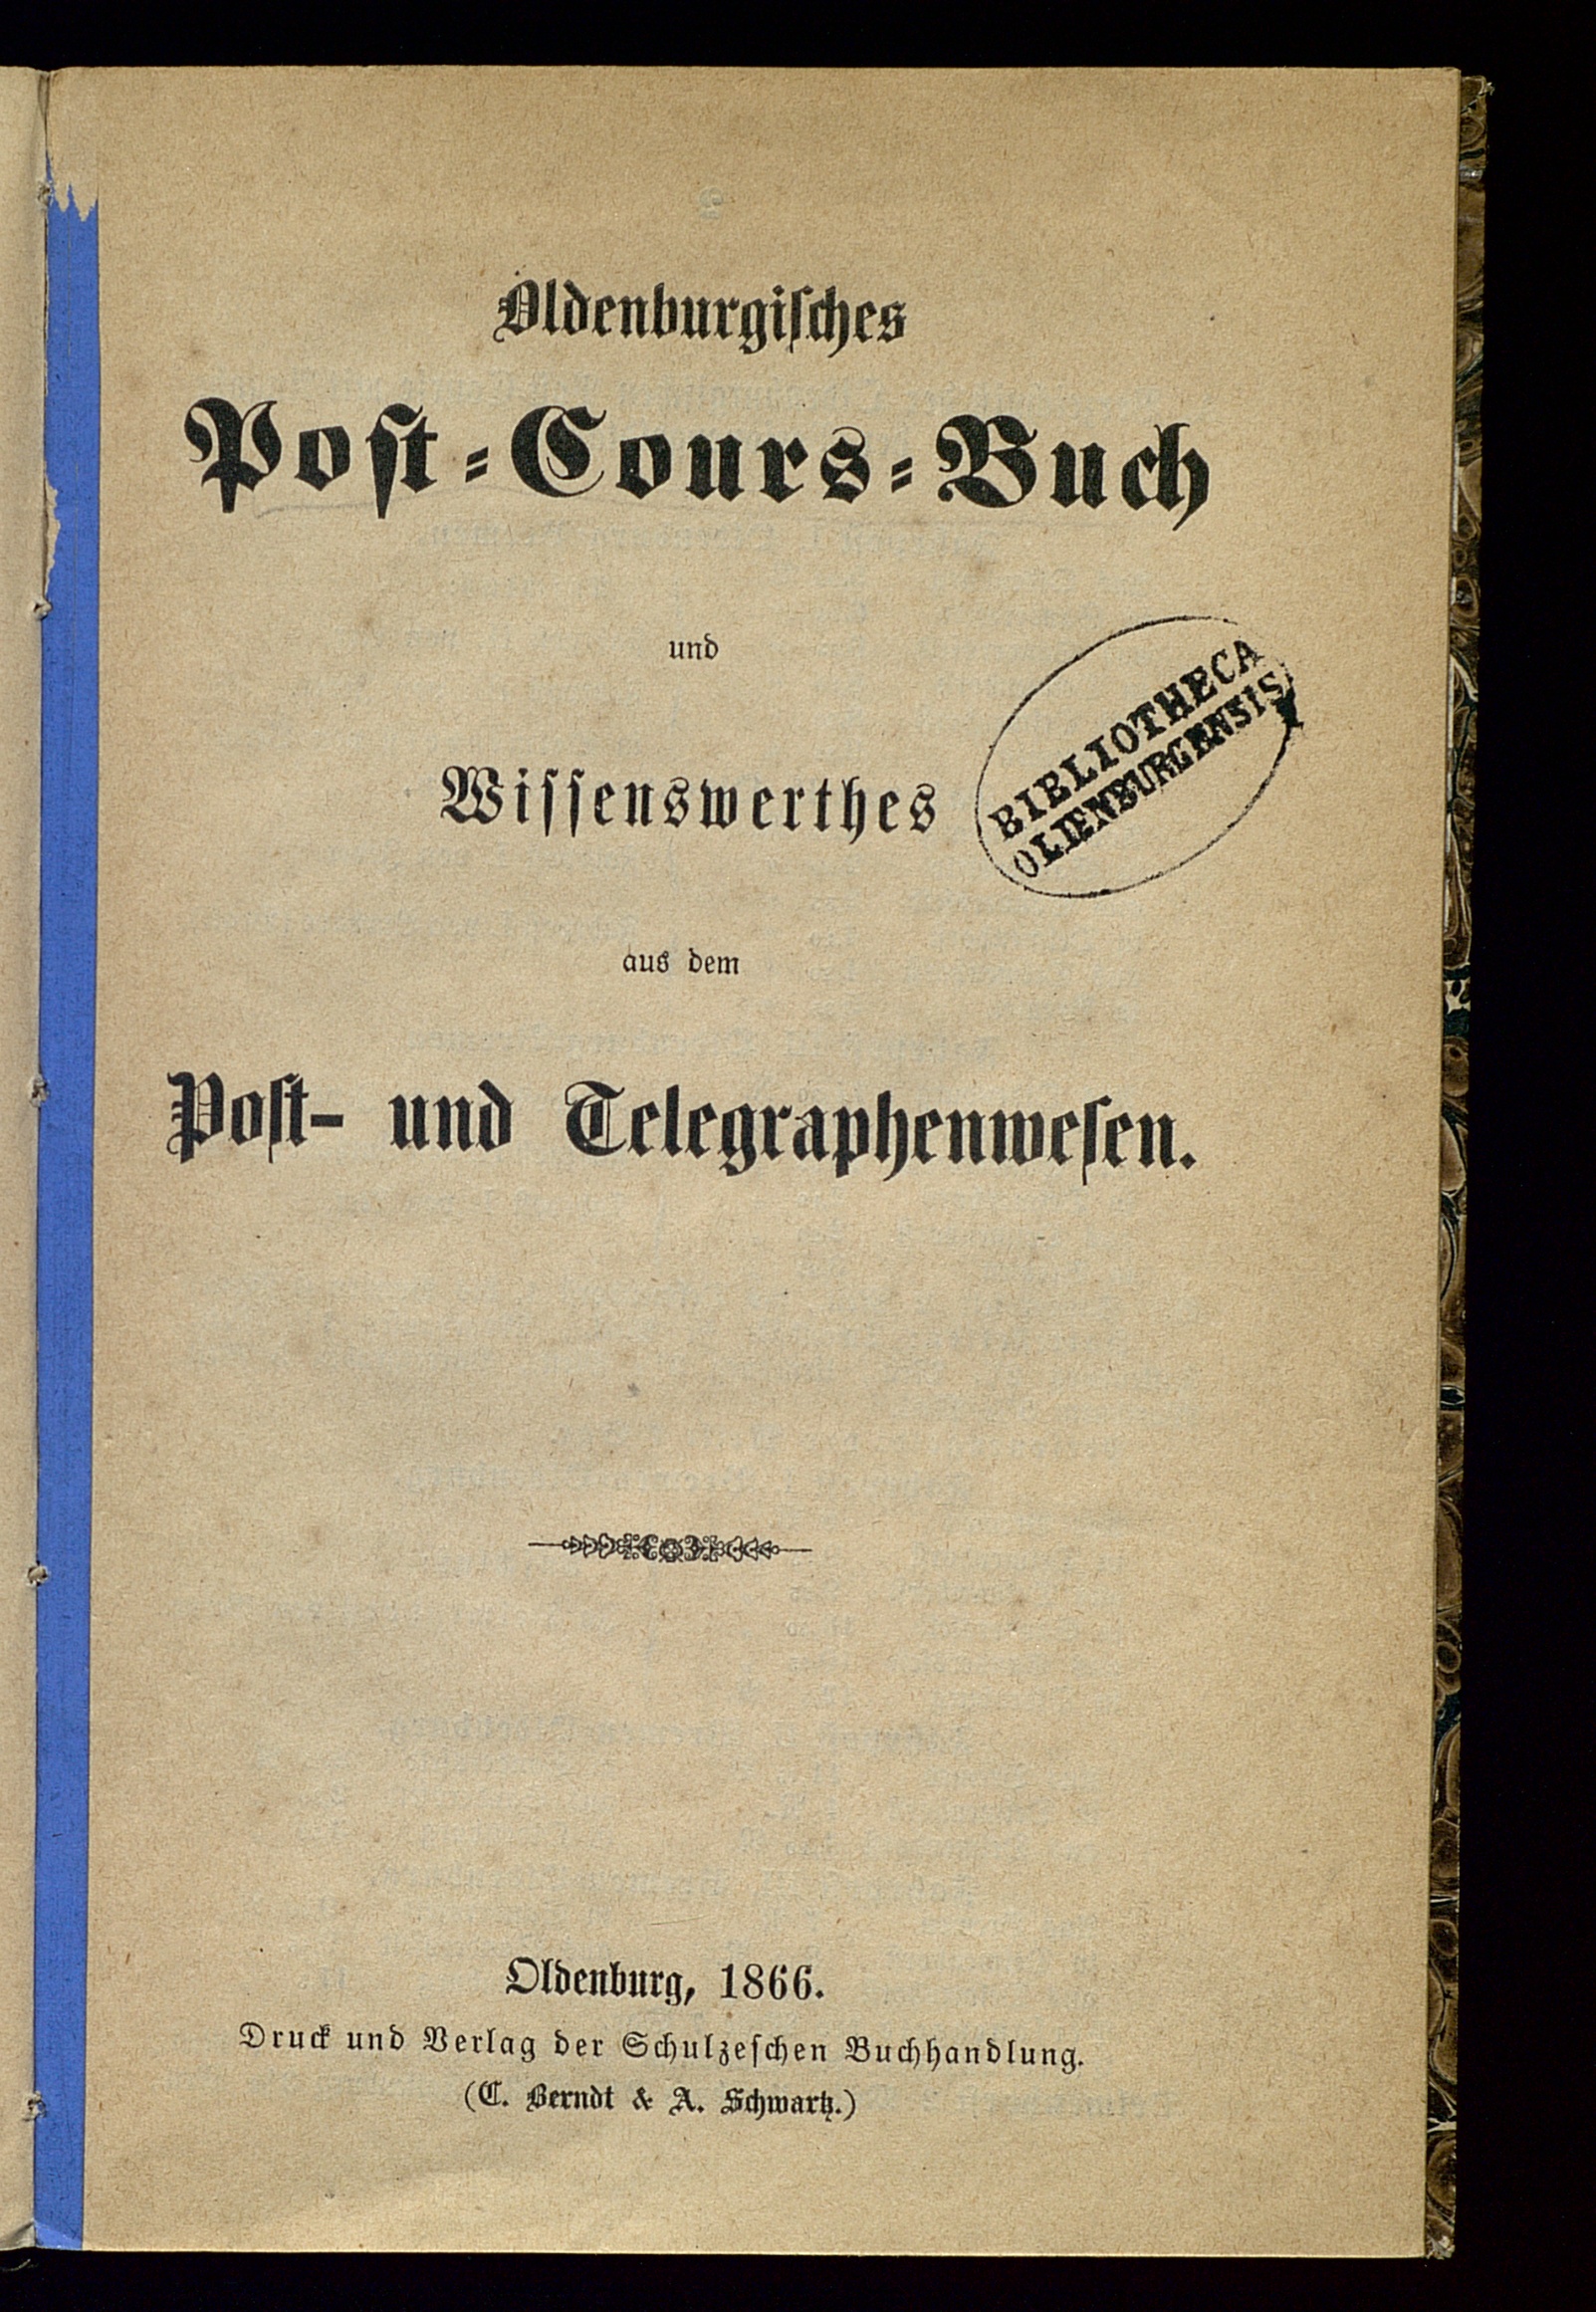 Oldenburgisches
Post-Cours-Buch
und
Wissenswerthes
BIBLIOTHECA
OLDENBURGENSIS
aus dem
Post- und Telegraphenwesen.
Oldenburg, 1866.
Druck und Verlag der Schulzeschen Buchhandlung.
(C. Berndt & A. Schwartz.)